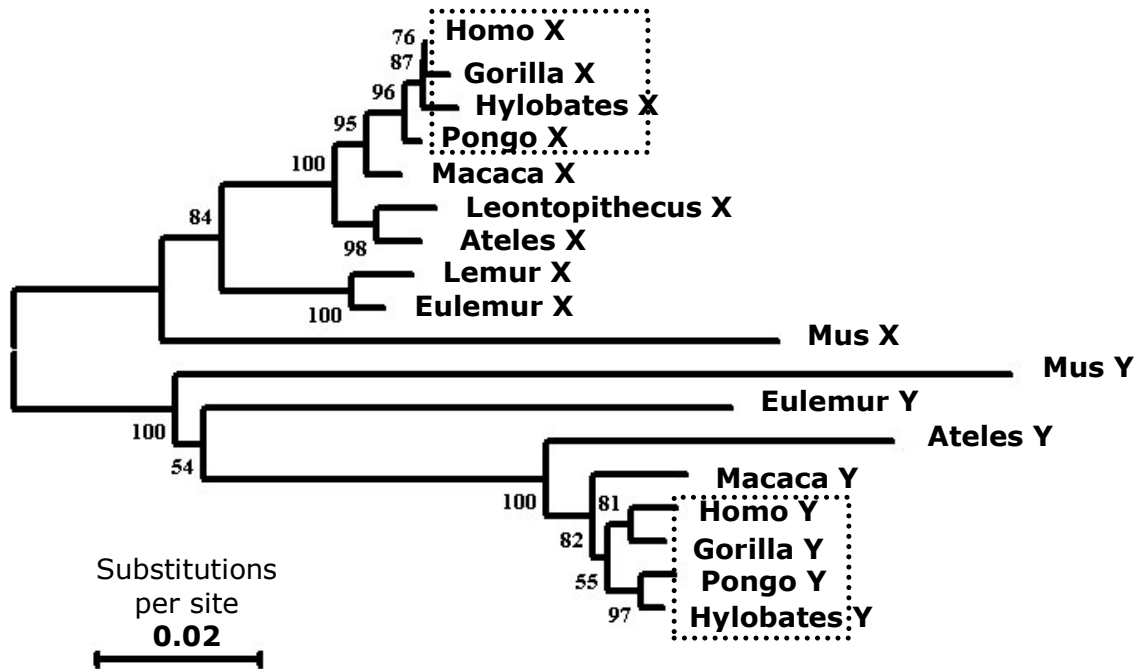 76
Homo X
87
Gorilla X
96
Hylobates X
95
Pongo X
100
Macaca X
Leontopithecus X
84
98
Ateles X
Lemur X
100
Eulemur X
Mus X
Mus Y
Eulemur Y
100
Ateles Y
54
Macaca Y
100
81
Homo Y
82
Gorilla Y
55
Pongo Y
97
Hylobates Y
Substitutions
per site
0.02